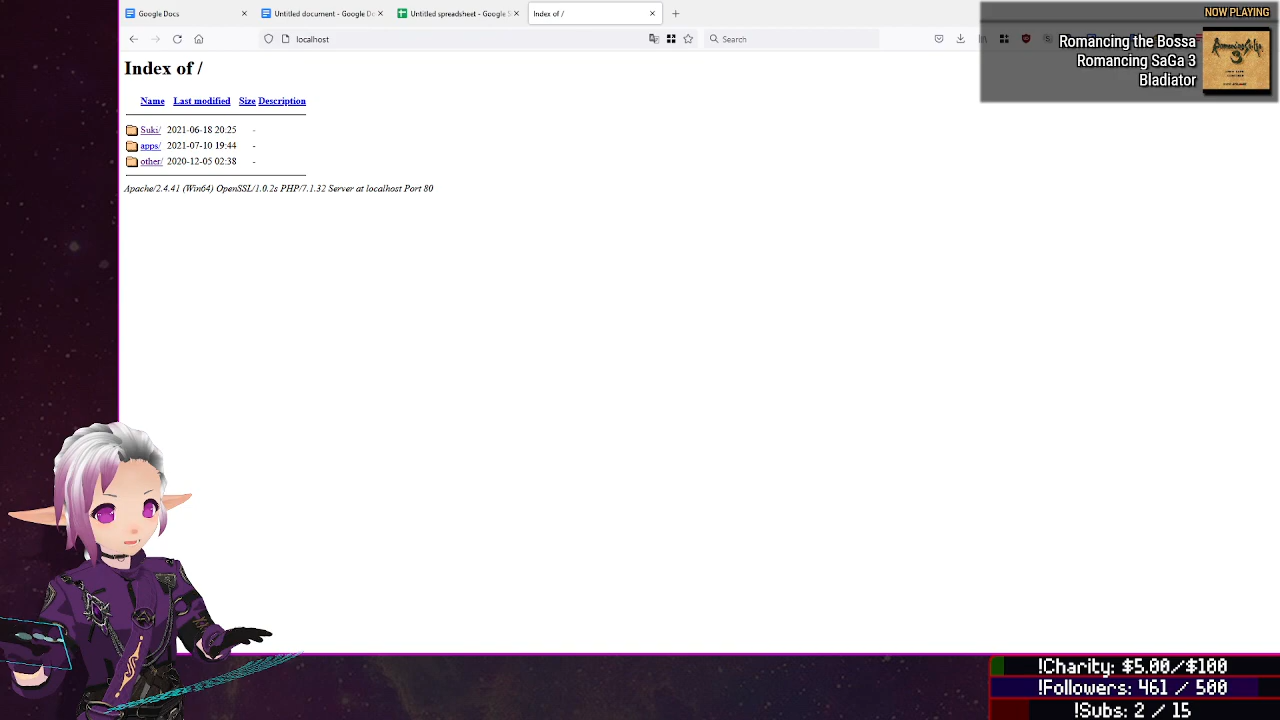 Google Docs
Untitled document - Google Do
Untitled spreadsheet - Google S
Index of /
localhost
Search
NOW PLAYING
Romancing the Bossa
Romancing SaGa 3
Bladiator
Index of /
Name Last modified Size Description
Suki/ 2021-06-18 20:25 -
apps/ 2021-07-10 19:44 -
other/ 2020-12-05 02:38 -
Apache/2.4.41 (Win64) OpenSSL/1.0.2s PHP/7.1.32 Server at localhost Port 80
!Charity: $5.00/$100
!Followers: 461 / 500
!Subs: 2 / 15